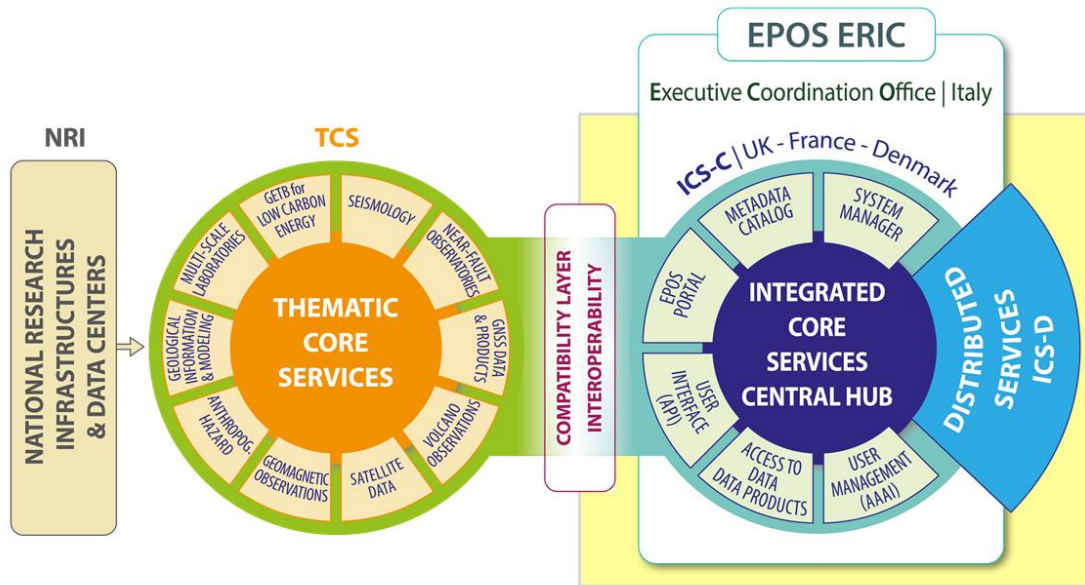 EPOS ERIC
Executive Coordination Office | Italy
NRI
NATIONAL RESEARCH
INFRASTRUCTURES
& DATA CENTERS
TCS
GETB for
LOW CARBON
ENERGY
SEISMOLOGY
NEAR-FAULT
OBSERVATORIES
GNSS DATA
& PRODUCTS
VOLCANO
OBSERVATIONS
SATELLITE
DATA
GEOMAGNETIC
OBSERVATIONS
ANTHROPOG.
HAZARD
GEOLOGICAL
INFORMATION
& MODELING
MULTI-SCALE
LABORATORIES
THEMATIC
CORE
SERVICES
COMPATIBILITY LAYER
INTEROPERABILITY
ICS-C | UK - France - Denmark
METADATA
CATALOG
SYSTEM
MANAGER
EPOS
PORTAL
USER
INTERFACE
(API)
ACCESS TO
DATA
DATA PRODUCTS
USER
MANAGEMENT
(AAAI)
INTEGRATED
CORE
SERVICES
CENTRAL HUB
DISTRIBUTED
SERVICES
ICS-D